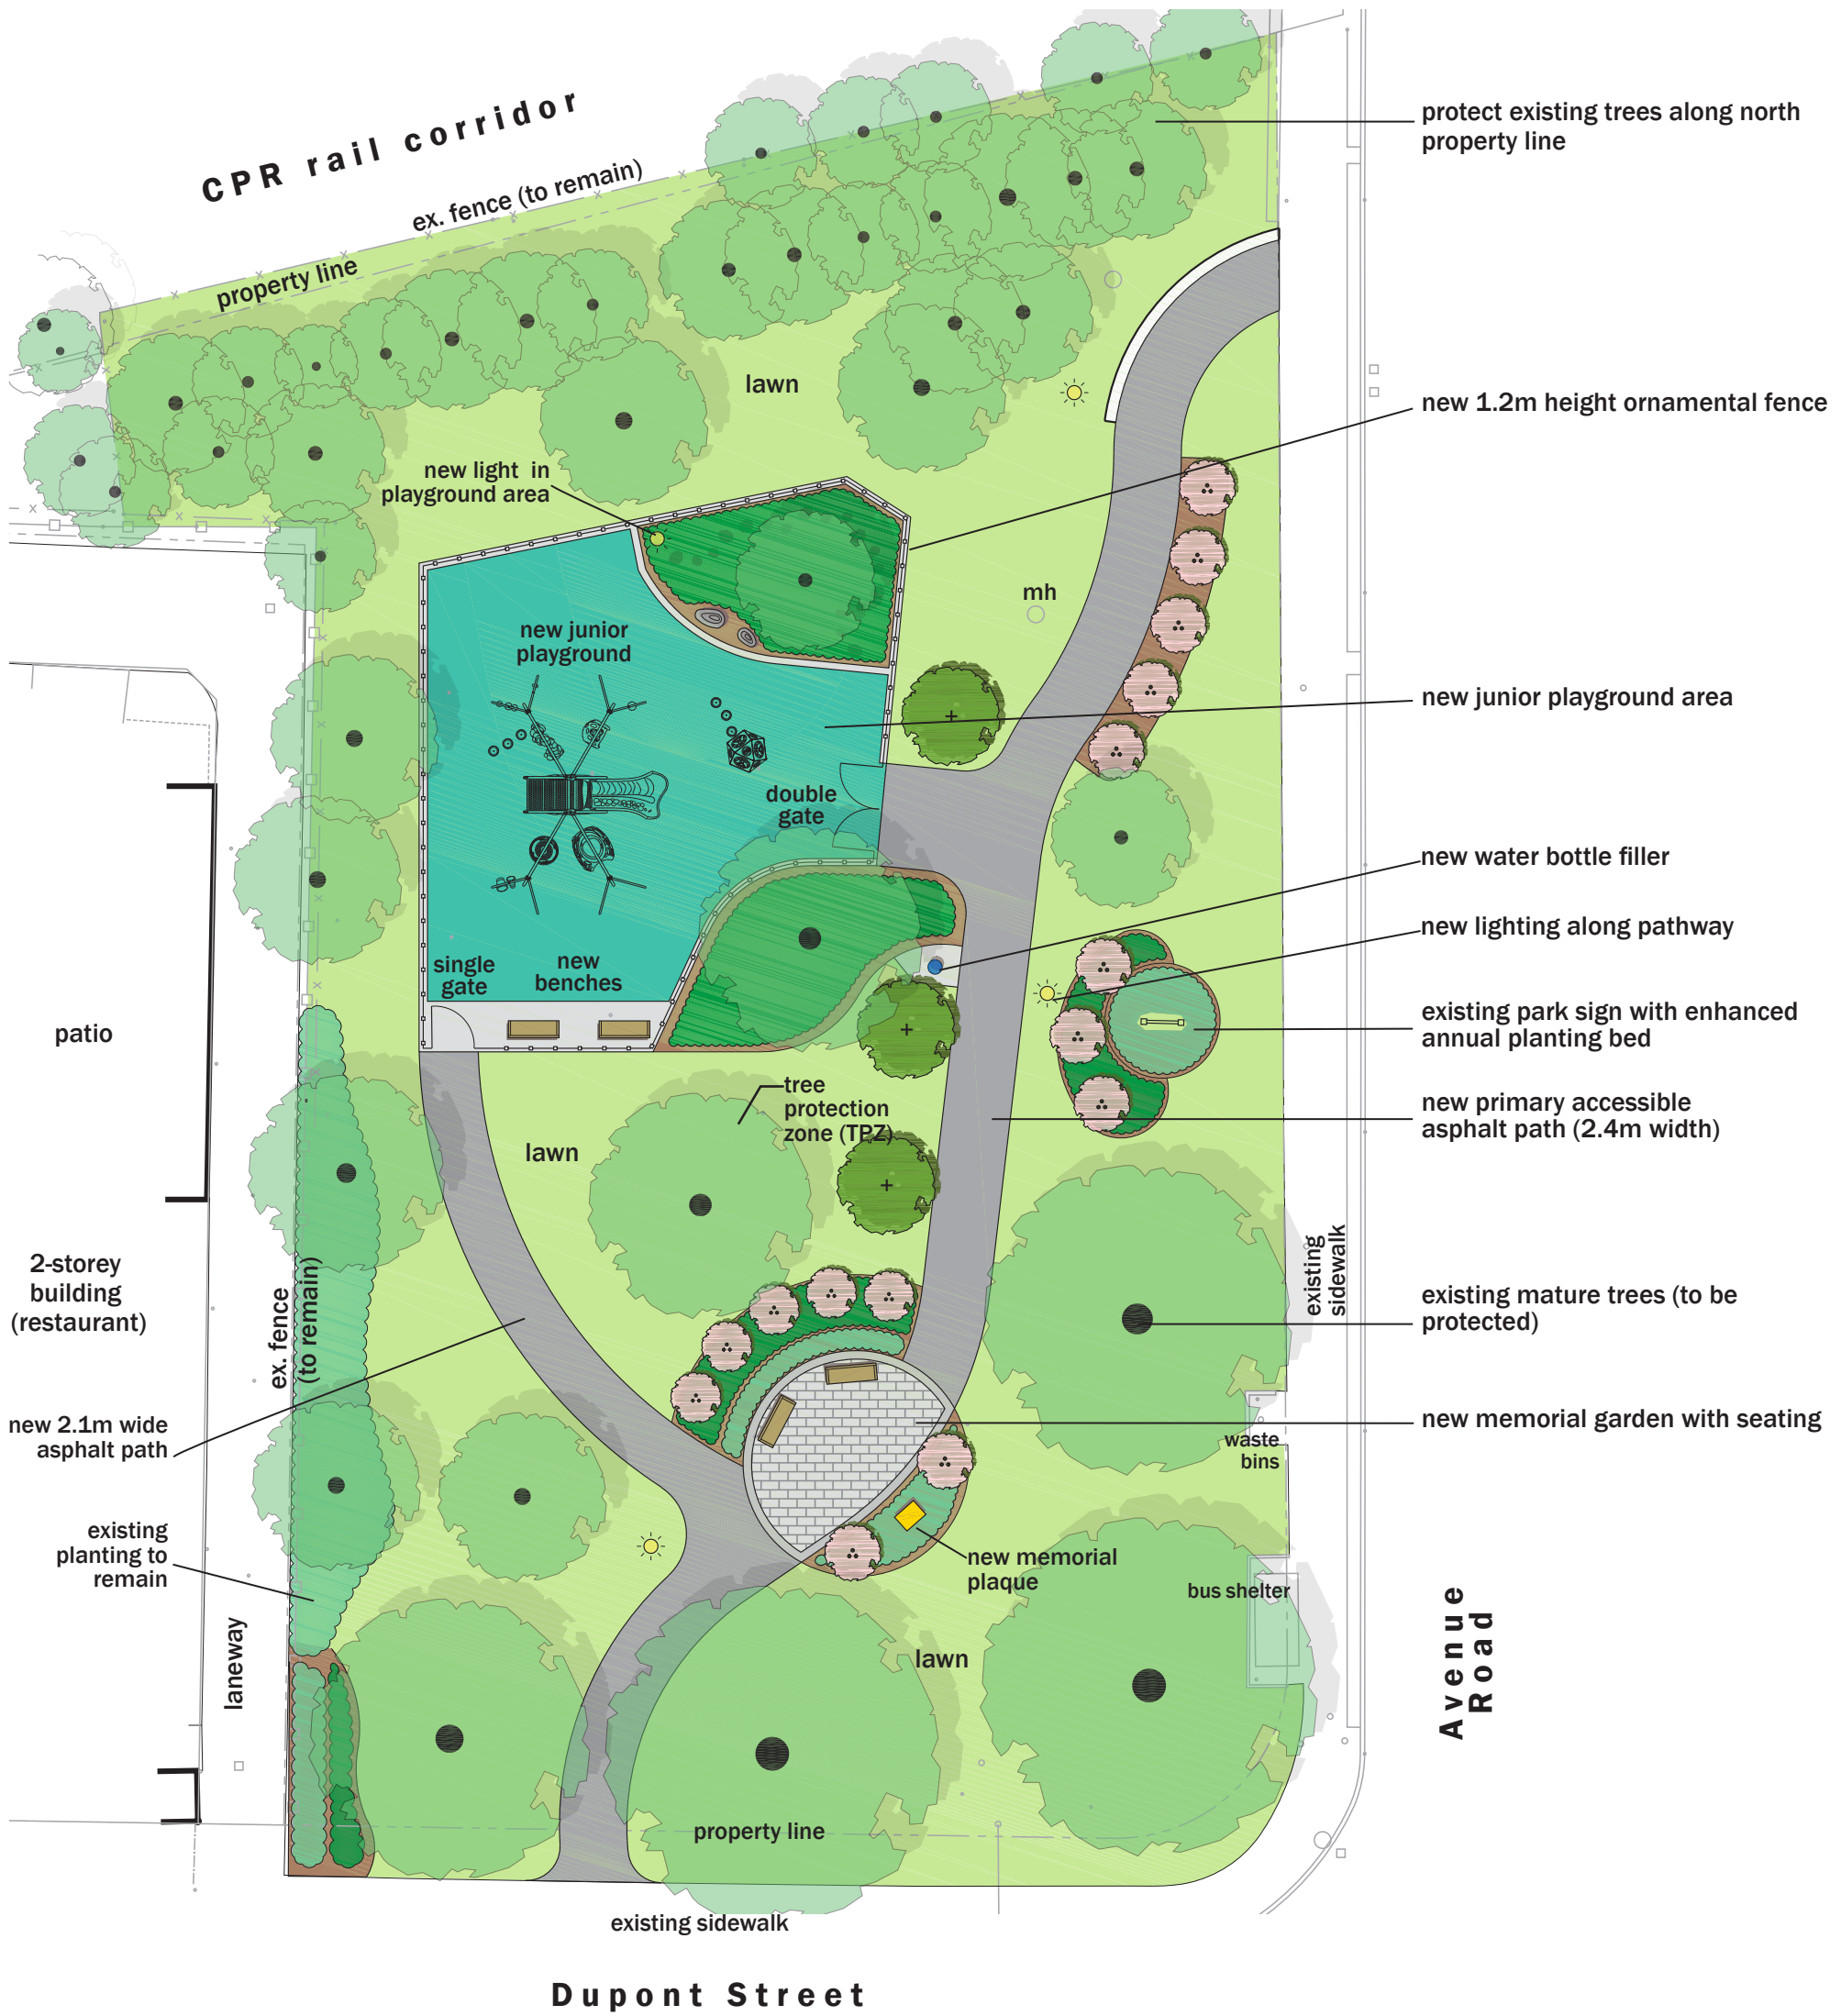 CPR rail corridor
ex. fence (to remain)
property line
protect existing trees along north
property line
lawn
new 1.2m height ornamental fence
new light in
playground area
mh
new junior
playground
new junior playground area
double
gate
new water bottle filler
new lighting along pathway
single
gate
new
benches
existing park sign with enhanced
annual planting bed
patio
tree
protection
zone (TPZ)
new primary accessible
asphalt path (2.4m width)
lawn
2-storey
building
(restaurant)
ex. fence
(to remain)
existing
sidewalk
existing mature trees (to be
protected)
new 2.1m wide
asphalt path
new memorial garden with seating
waste
bins
existing
planting to
remain
new memorial
plaque
bus shelter
Avenue
Road
laneway
lawn
property line
existing sidewalk
Dupont Street